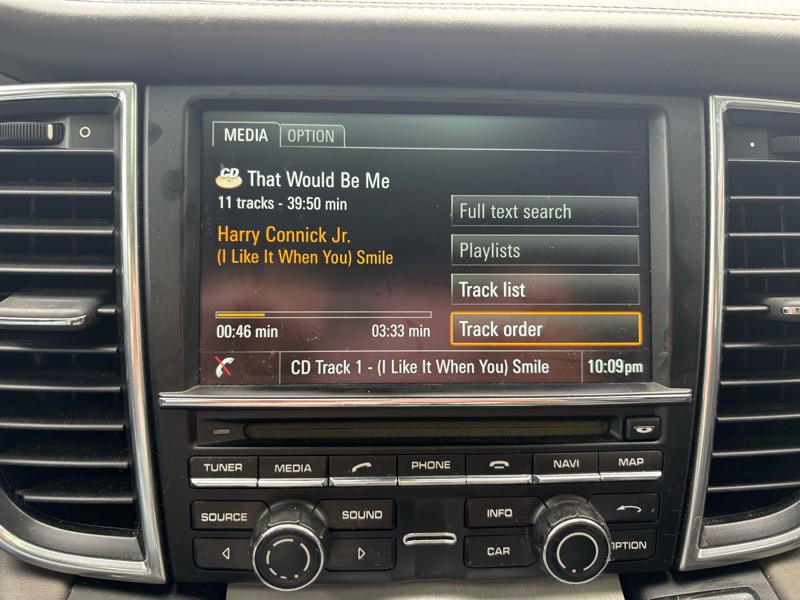 MEDIA OPTION
CD That Would Be Me
11 tracks - 39:50 min
Harry Connick Jr.
(I Like It When You) Smile
00:46 min 03:33 min
Full text search
Playlists
Track list
Track order
CD Track 1 - (I Like It When You) Smile 10:09pm
TUNER MEDIA PHONE NAVI MAP
SOURCE SOUND INFO
CAR OPTION